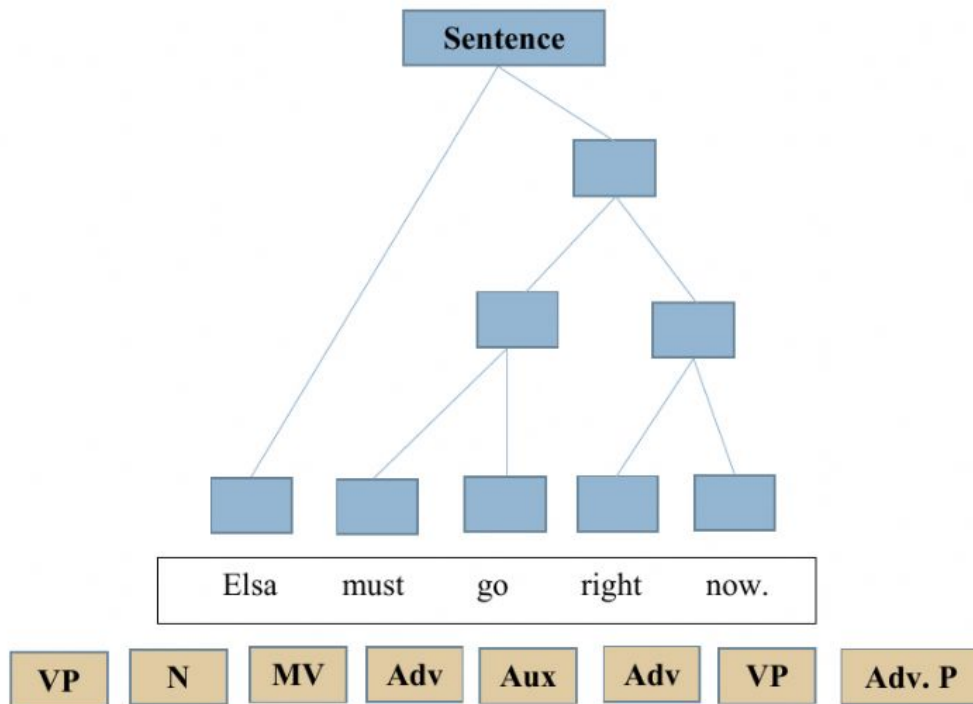 Sentence
Elsa must go right now.
VP N MV Adv Aux Adv VP Adv. P